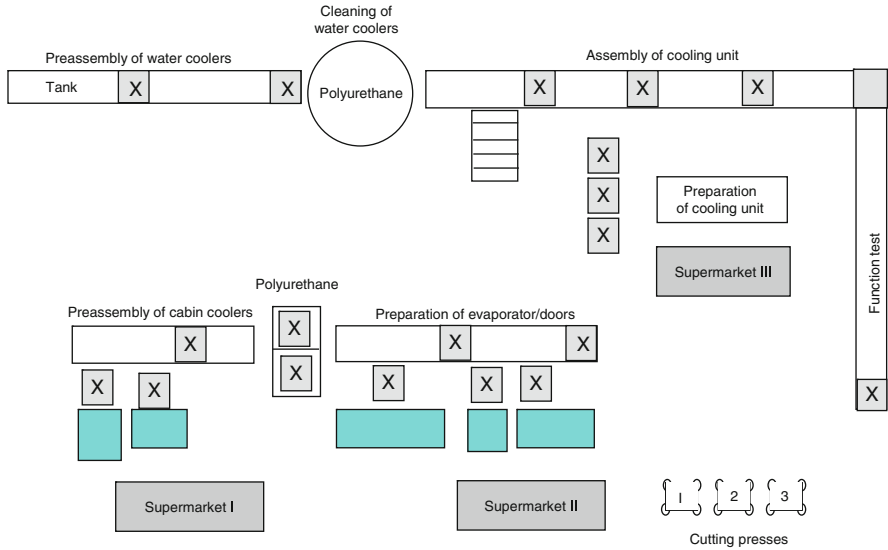 Cleaning of
water coolers
Preassembly of water coolers
Assembly of cooling unit
Tank
X
X
Polyurethane
X
X
X
X
X
X
Preparation
of cooling unit
Supermarket III
Function test
Polyurethane
Preassembly of cabin coolers
Preparation of evaporator/doors
X
X
X
X
X
X
X
X
X
X
X
Supermarket I
Supermarket II
1
2
3
Cutting presses